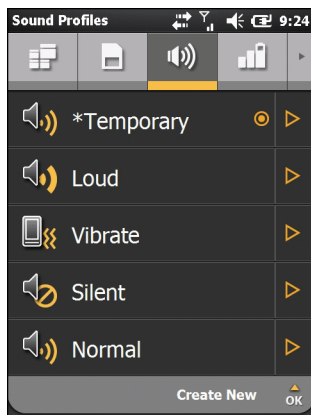 Sound Profiles 9:24
*Temporary
Loud
Vibrate
Silent
Normal
Create New OK